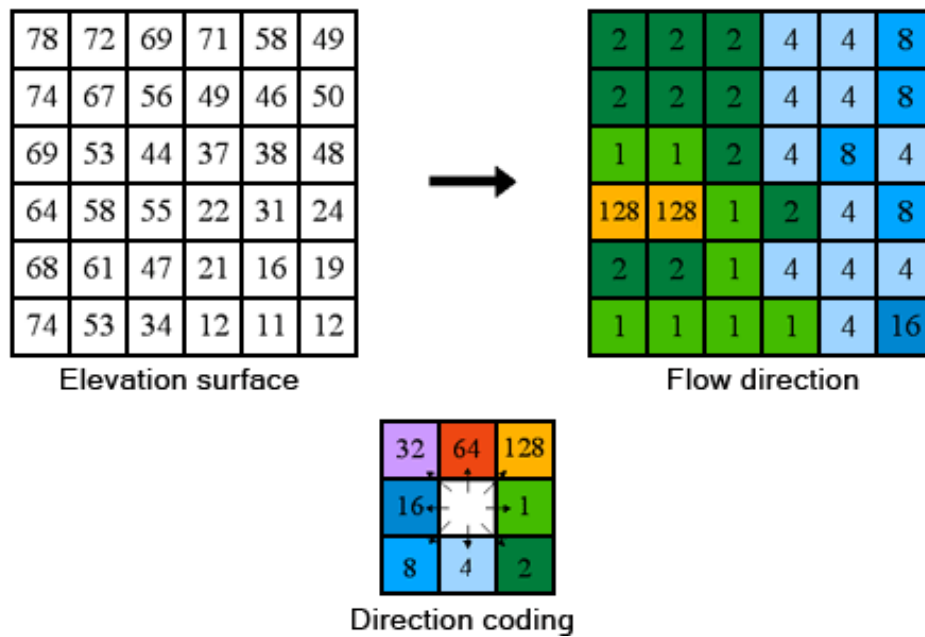 78 72 69 71 58 49 2 2 2 4 4 8
74 67 56 49 46 50 2 2 2 4 4 8
69 53 44 37 38 48 1 1 2 4 8 4
64 58 55 22 31 24 128 128 1 2 4 8
68 61 47 21 16 19 2 2 1 4 4 4
74 53 34 12 11 12 1 1 1 1 4 16
Elevation surface Flow direction
32 64 128
16 1
8 4 2
Direction coding